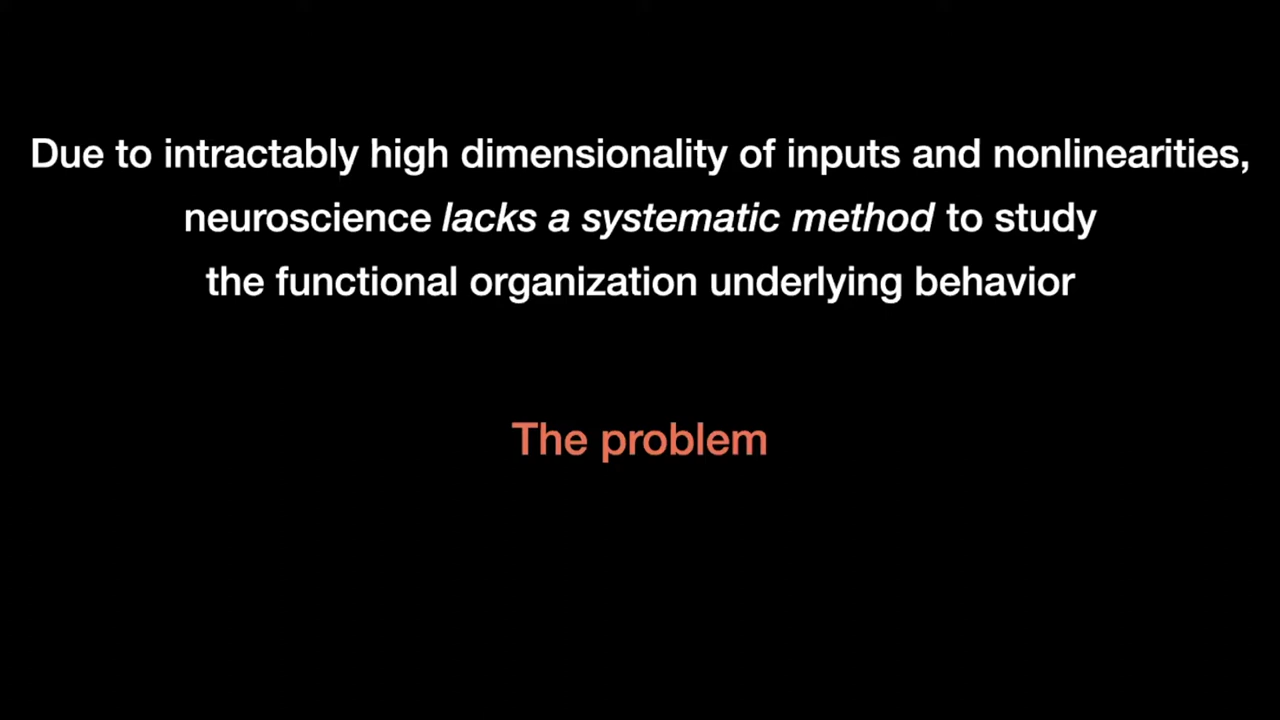 Due to intractably high dimensionality of inputs and nonlinearities,
neuroscience lacks a systematic method to study
the functional organization underlying behavior
The problem